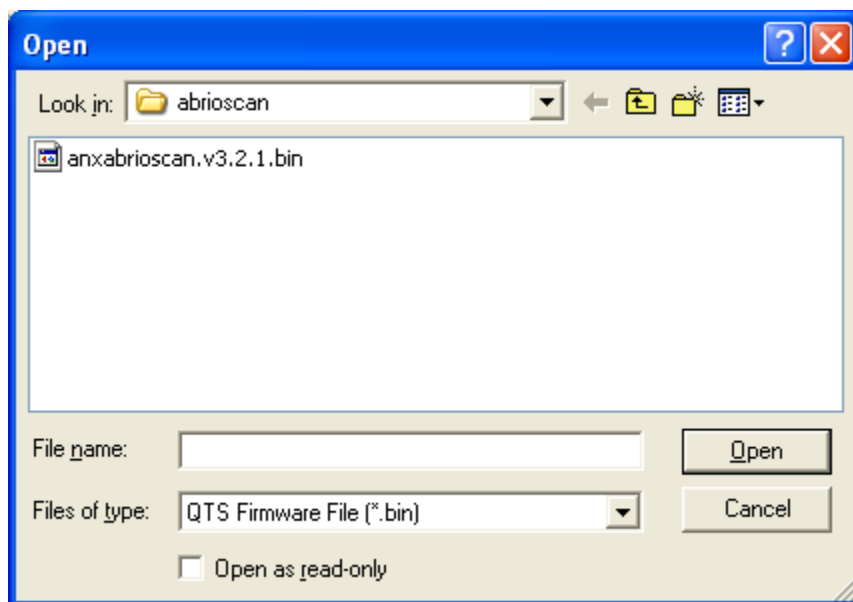 Open
Look in: abrioscan
anxabrioscan.v3.2.1.bin
File name:
Open
Files of type: QTS Firmware File (*.bin)
Cancel
Open as read-only